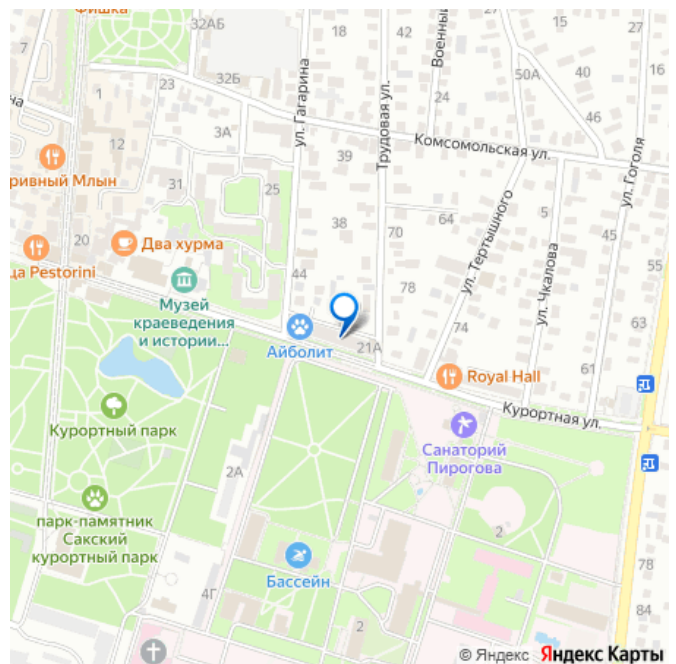 Фишка
32АБ
18
42
Военный
27
16
7
1
23
32Б
ул. Гагарина
Трудовая ул.
24
50А
40
46
на
12
3А
39
Комсомольская ул.
ул. Гоголя
ривный Млын
31
25
38
64
ул. Тертышного
5
45
20
Два хурма
70
ца Pestorini
44
78
ул. Чкалова
55
Музей
краеведения
и истории...
74
63
Айболит
21А
Royal Hall
61
Курортная ул.
Курортный парк
Санаторий
Пирогова
2А
парк-памятник
Сакский
курортный парк
2
Бассейн
78
4Г
2
84
© Яндекс Яндекс Карты